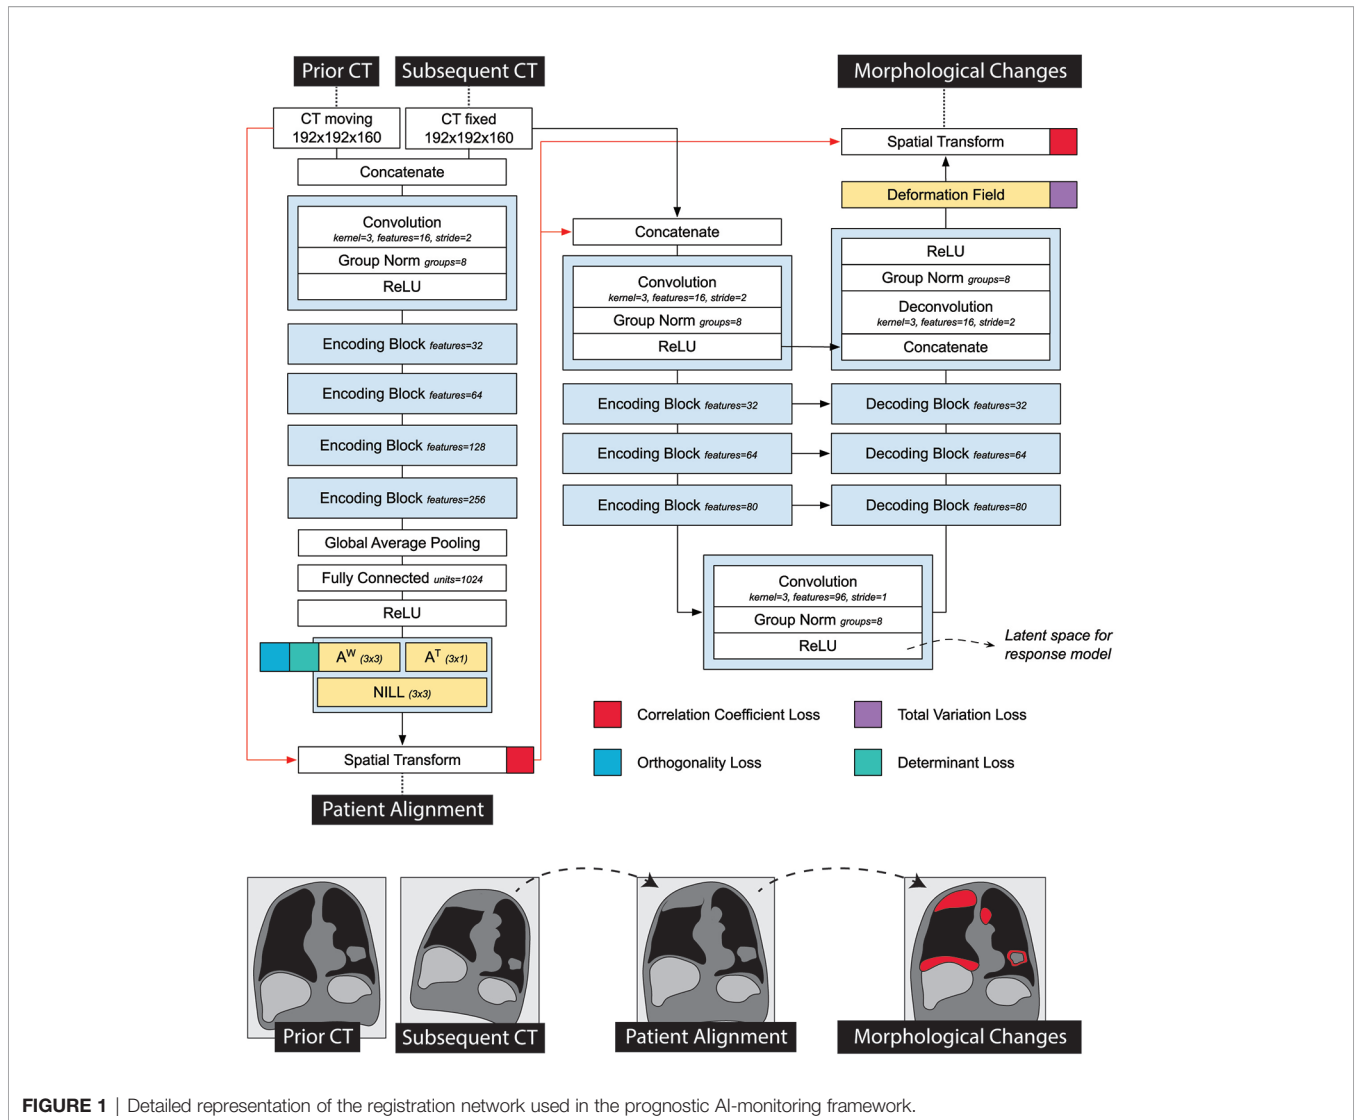 Prior CT
Subsequent CT
CT moving
192x192x160
CT fixed
192x192x160
Concatenate
Convolution
kernel=3, features=16, stride=2
Group Norm groups=8
ReLU
Encoding Block features=32
Encoding Block features=64
Encoding Block features=128
Encoding Block features=256
Global Average Pooling
Fully Connected units=1024
ReLU
A^W (3x3)
A^T (3x1)
NILL (3x3)
Spatial Transform
Patient Alignment
Concatenate
Convolution
kernel=3, features=16, stride=2
Group Norm groups=8
ReLU
Encoding Block features=32
Encoding Block features=64
Encoding Block features=80
Convolution
kernel=3, features=96, stride=1
Group Norm groups=8
ReLU
Latent space for
response model
Morphological Changes
Spatial Transform
Deformation Field
ReLU
Group Norm groups=8
Deconvolution
kernel=3, features=16, stride=2
Concatenate
Decoding Block features=32
Decoding Block features=64
Decoding Block features=80
Correlation Coefficient Loss
Total Variation Loss
Orthogonality Loss
Determinant Loss
Prior CT
Subsequent CT
Patient Alignment
Morphological Changes
FIGURE 1 | Detailed representation of the registration network used in the prognostic AI-monitoring framework.